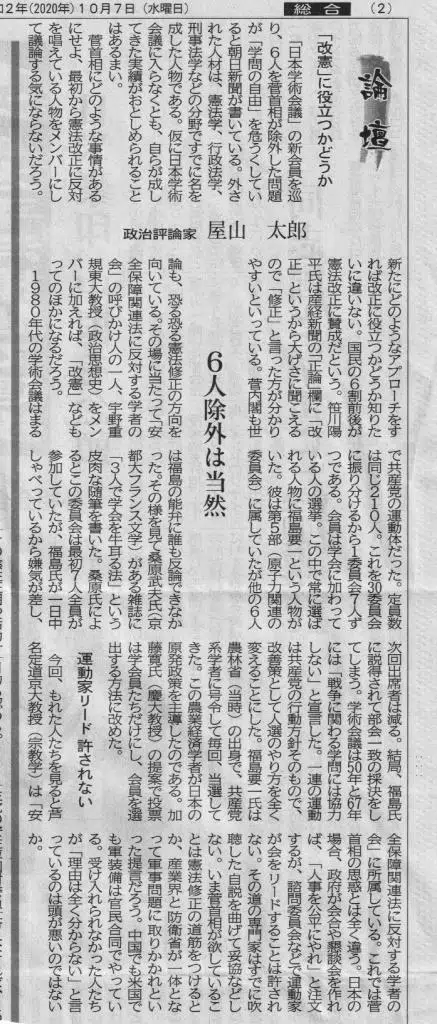 2年(2020年)10月7日（水曜日）
総合
（2）
論壇
「改憲」に役立つかどうか
「日本学術会議」の新会員を巡
り、6人を菅首相が除外した問題
が「学問の自由」を危うくしてい
ると朝日新聞が書いている。外さ
れた人材は、憲法学、行政法学、
刑事法学などの分野ですでに名を
成した人物である。仮に日本学術
会議に入らなくとも、自らが成し
てきた実績がおとしめられること
はあるまい。
菅首相にどのような事情がある
にせよ、最初から憲法改正に反対
を唱えている人物をメンバーにし
て議論する気にならないだろう。
政治評論家 屋山 太郎
6人除外は当然
新たにどのようなアプローチをす
れば改正に役立つかどうか知りた
いに違いない。国民の6割前後が
憲法改正に賛成だという。笹川陽
平氏は産経新聞の「正論」欄に「改
正」というから大げさに聞こえる
ので「修正」と言った方が分かり
やすいといっている。菅内閣も世
論も、恐る恐る憲法修正の方向を
向いている。その場に当たって「安
全保障関連法に反対する学者の
会」の呼びかけ人の一人、宇野重
規東大教授（政治思想史）をメン
バーに加えれば、「改憲」なども
ってのほかになるだろう。
1980年代の学術会議はまる
で共産党の運動体だった。定員数
は同じ210人。これを30委員会
に振り分けるから1委員会7人ず
つである。会員は学会に加わって
いる人の選挙。この中で常に選ば
れる人物に福島要一という人物が
いた。彼は第5部（原子力関連の
委員会）に属していたが他の6人
は福島の能弁に誰も反論できなか
った。その様を見て桑原武夫氏（京
都大フランス文学）がある雑誌に
「3人で学会を牛耳る法」という
皮肉な随筆を書いた。桑原氏によ
るとこの委員会は最初7人全員が
参加していたが、福島氏が一日中
しゃべっているから嫌気が差し、
次回出席者は減る。結局、福島氏
に説得されて部会一致の採決をし
てしまう。学術会議は50年と67年
には「戦争に関わる学問には協力
しない」と宣言した。一連の運動
は共産党の行動方針そのもので、
改善策として人選のやり方を全く
変えることにした。福島要一氏は
農林省（当時）の出身で、共産党
系学者に号令して毎回、当選して
きた。この農業経済学者が日本の
原発政策を主導したのである。加
藤寛氏（慶大教授）の提案で投票
は学会員たちだけにし、会員を選
出する方法に改めた。
運動家リード許されない
今回、もれた人たちを見ると芦
名定道京大教授（宗教学）は「安
全保障関連法に反対する学者の
会」に所属している。これでは菅
首相の思惑とは全く違う。日本の
場合、政府が会合や懇談会を作れ
ば、「人事を公平にやれ」と注文
するが、諮問委員会などで運動家
が会をリードすることは許され
ない。その道の専門家はすでに吹
聴した自説を曲げて妥協などし
ない。いま菅首相が欲しているこ
とは憲法修正の道筋をつけると
か、産業界と防衛省が一体とな
って軍事問題に取りかかれとい
った提言だろう。中国でも米国で
も軍装備は官民合同でやってい
る。受け入れられなかった人たち
が「理由は全く分からない」と言
っているのは頭が悪いのではない
か。